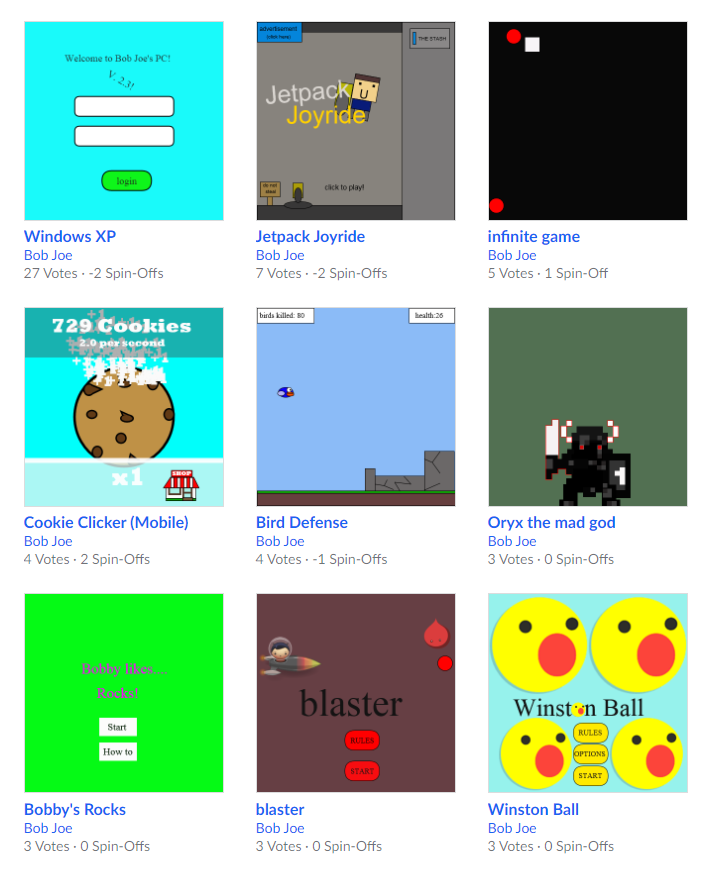 Welcome to Bob Joe's PC!
V. 2.3!
login
Windows XP
Bob Joe
27 Votes · -2 Spin-Offs
advertisement
(click here)
THE STASH
Jetpack
Joyride
do not
steal
click to play!
Jetpack Joyride
Bob Joe
7 Votes · -2 Spin-Offs
infinite game
Bob Joe
5 Votes · 1 Spin-Off
729 Cookies
2.0 per second
+1
x1
SHOP
Cookie Clicker (Mobile)
Bob Joe
4 Votes · 2 Spin-Offs
birds killed: 80
health:26
Bird Defense
Bob Joe
4 Votes · -1 Spin-Offs
1
Oryx the mad god
Bob Joe
3 Votes · 0 Spin-Offs
Bobby likes....
Rocks!
Start
How to
Bobby's Rocks
Bob Joe
3 Votes · 0 Spin-Offs
blaster
RULES
START
blaster
Bob Joe
3 Votes · 0 Spin-Offs
Winston Ball
RULES
OPTIONS
START
Winston Ball
Bob Joe
3 Votes · 0 Spin-Offs